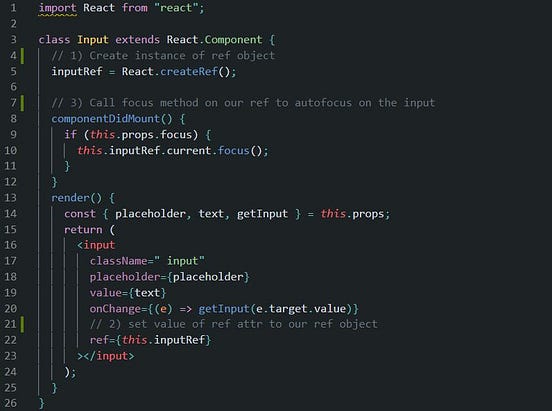 1 import React from "react";
2
3 class Input extends React.Component {
4 // 1) Create instance of ref object
5 inputRef = React.createRef();
6
7 // 3) Call focus method on our ref to autofocus on the input
8 componentDidMount() {
9 if (this.props.focus) {
10 this.inputRef.current.focus();
11 }
12 }
13 render() {
14 const { placeholder, text, getInput } = this.props;
15 return (
16 <input
17 className=" input"
18 placeholder={placeholder}
19 value={text}
20 onChange={(e) => getInput(e.target.value)}
21 // 2) set value of ref attr to our ref object
22 ref={this.inputRef}
23 ></input>
24 );
25 }
26 }